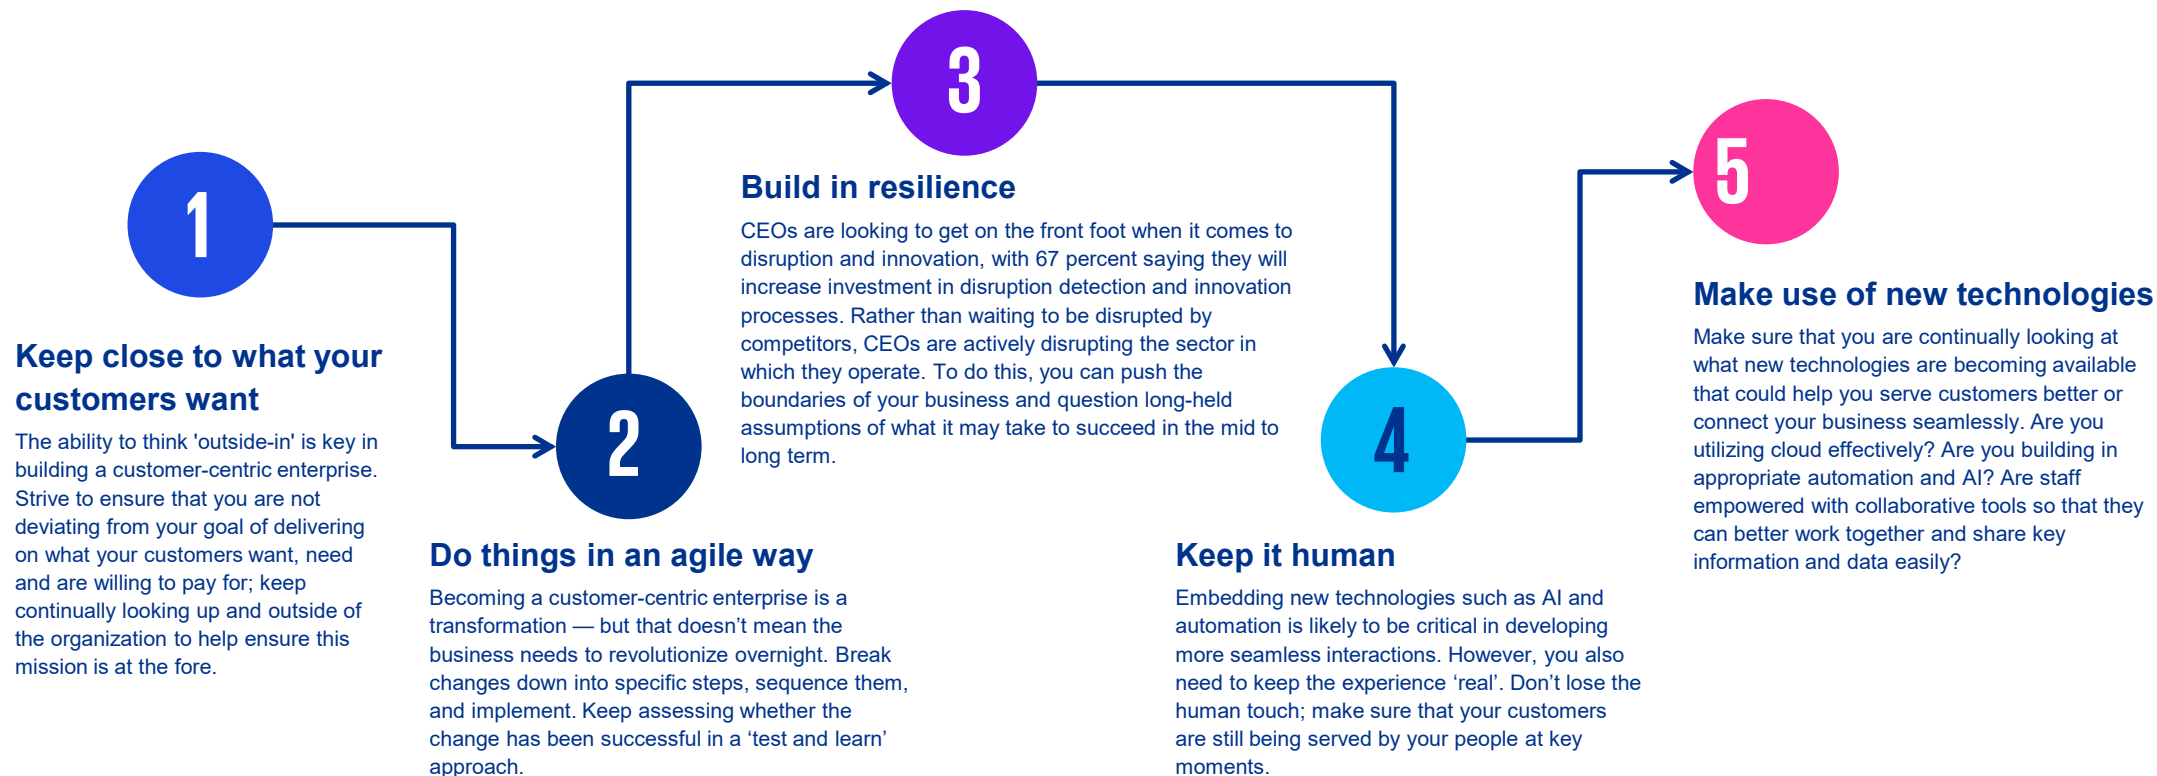 1
Keep close to what your
customers want
The ability to think 'outside-in' is key in
building a customer-centric enterprise.
Strive to ensure that you are not
deviating from your goal of delivering
on what your customers want, need
and are willing to pay for; keep
continually looking up and outside of
the organization to help ensure this
mission is at the fore.
2
Do things in an agile way
Becoming a customer-centric enterprise is a
transformation — but that doesn’t mean the
business needs to revolutionize overnight. Break
changes down into specific steps, sequence them,
and implement. Keep assessing whether the
change has been successful in a ‘test and learn’
approach.
3
Build in resilience
CEOs are looking to get on the front foot when it comes to
disruption and innovation, with 67 percent saying they will
increase investment in disruption detection and innovation
processes. Rather than waiting to be disrupted by
competitors, CEOs are actively disrupting the sector in
which they operate. To do this, you can push the
boundaries of your business and question long-held
assumptions of what it may take to succeed in the mid to
long term.
4
Keep it human
Embedding new technologies such as AI and
automation is likely to be critical in developing
more seamless interactions. However, you also
need to keep the experience ‘real’. Don’t lose the
human touch; make sure that your customers
are still being served by your people at key
moments.
5
Make use of new technologies
Make sure that you are continually looking at
what new technologies are becoming available
that could help you serve customers better or
connect your business seamlessly. Are you
utilizing cloud effectively? Are you building in
appropriate automation and AI? Are staff
empowered with collaborative tools so that they
can better work together and share key
information and data easily?